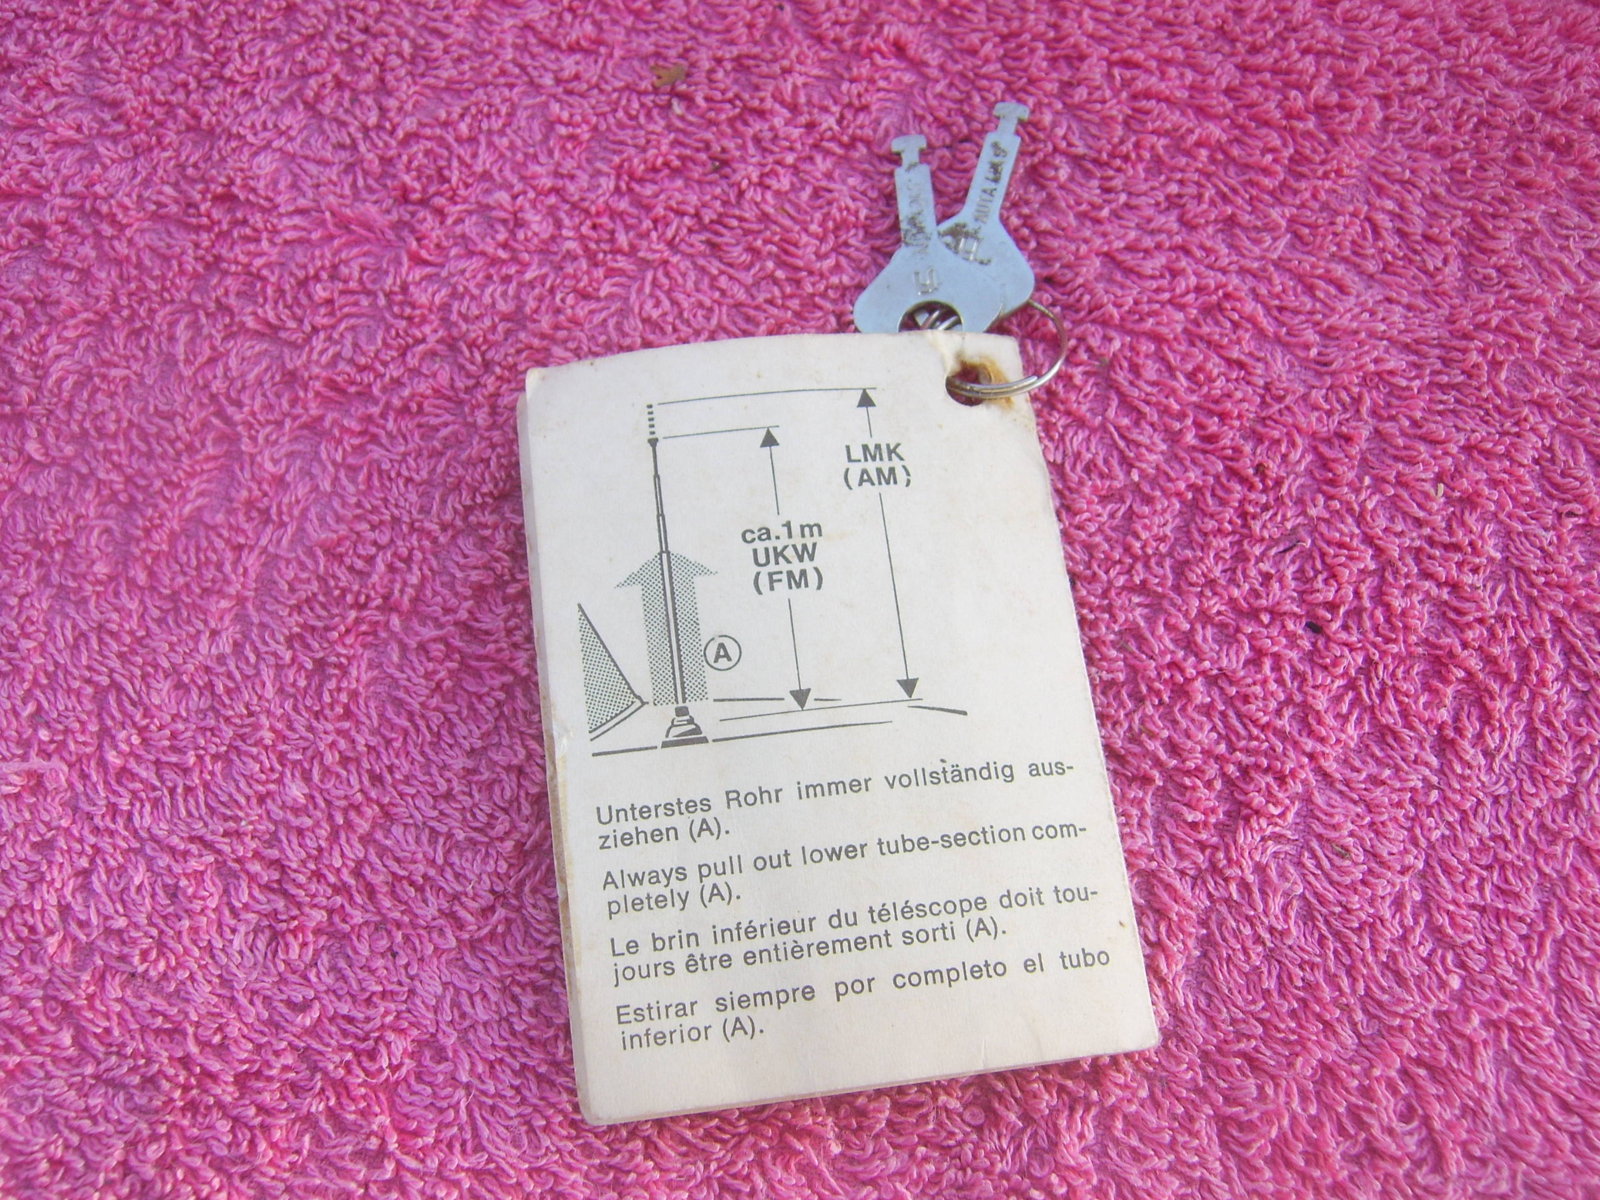 LMK
(AM)
ca.1m
UKW
(FM)
A
Unterstes Rohr immer vollständig aus-
ziehen (A).
Always pull out lower tube-section com-
pletely (A).
Le brin inférieur du téléscope doit tou-
jours être entièrement sorti (A).
Estirar siempre por completo el tubo
inferior (A).